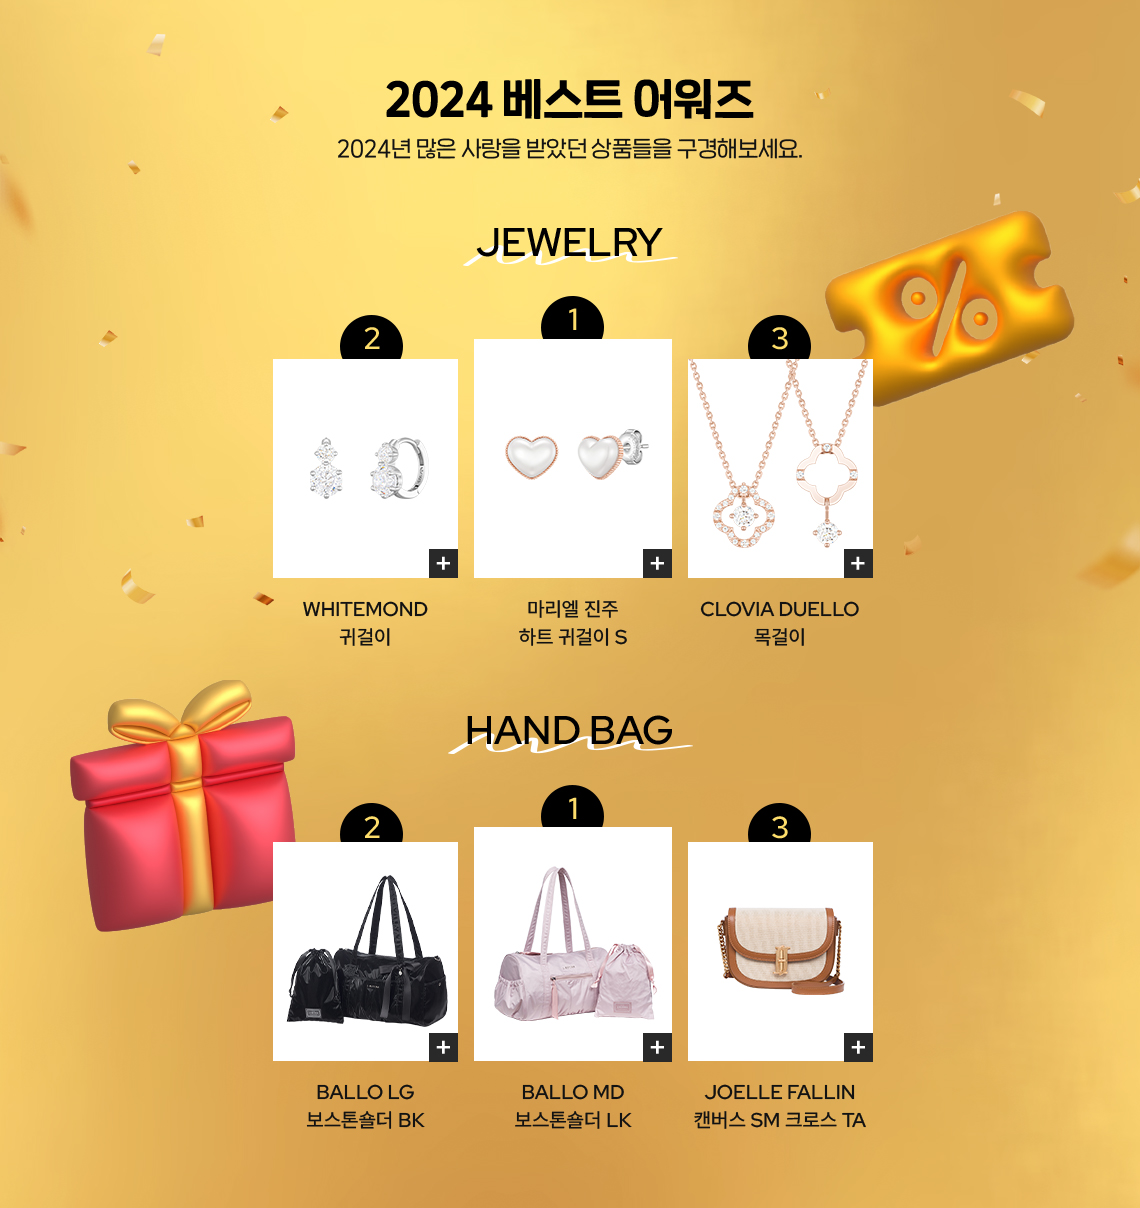 2024 베스트 어워즈
2024년 많은 사랑을 받았던 상품들을 구경해보세요.
%
JEWELRY
2
1
3
+
+
+
WHITEMOND
귀걸이
마리엘 진주
하트 귀걸이 S
CLOVIA DUELLO
목걸이
HAND BAG
2
1
3
+
+
+
BALLO LG
보스톤숄더 BK
BALLO MD
보스톤숄더 LK
JOELLE FALLIN
캔버스 SM 크로스 TA